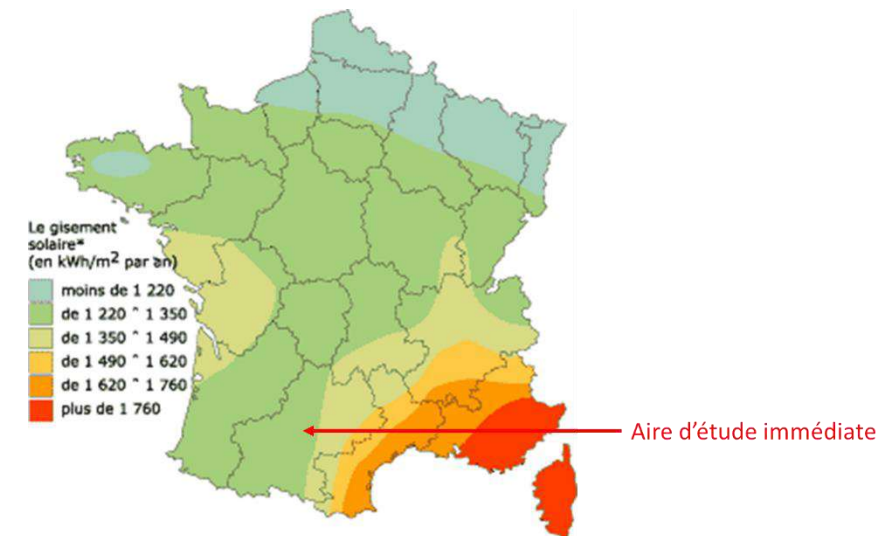 Le gisement
solaire*
(en kWh/m² par an)
moins de 1 220
de 1 220 ^ 1 350
de 1 350 ^ 1 490
de 1 490 ^ 1 620
de 1 620 ^ 1 760
plus de 1 760
Aire d’étude immédiate